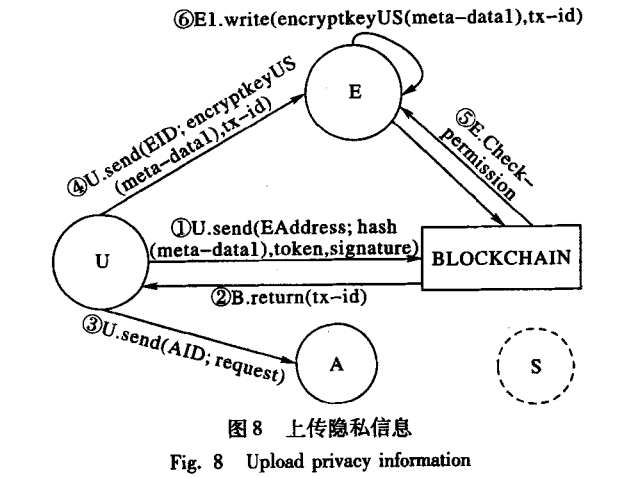 ⑥E1.write(encryptkeyUS(meta-data1),tx-id)
E
④U.send(EID; encryptkeyUS
(meta-data1),tx-id)
⑤E.Check-
permission
①U.send(EAddress; hash
(meta-data1),token,signature)
U
BLOCKCHAIN
②B.return(tx-id)
③U.send(AID; request)
A
S
图 8 上传隐私信息
Fig. 8 Upload privacy information